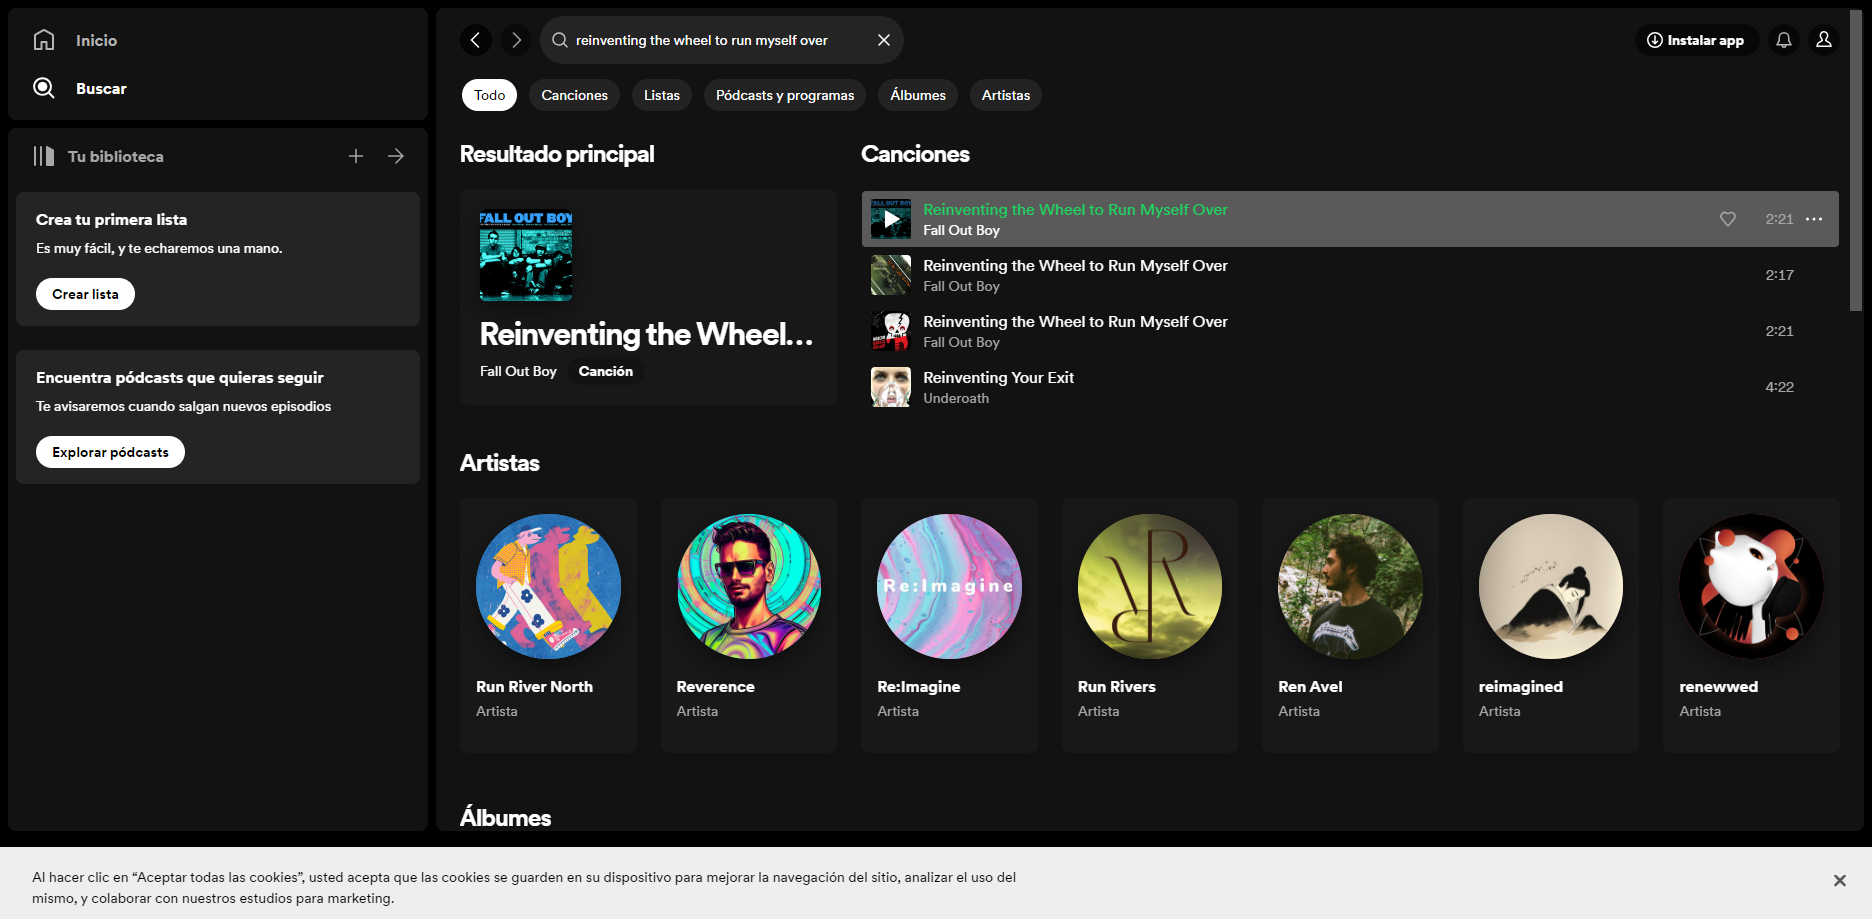 Inicio
Buscar
Tu biblioteca
Crea tu primera lista
Es muy fácil, y te echaremos una mano.
Crear lista
Encuentra pódcasts que quieras seguir
Te avisaremos cuando salgan nuevos episodios
Explorar pódcasts
reinventing the wheel to run myself over
Instalar app
Todo
Canciones
Listas
Pódcasts y programas
Álbumes
Artistas
Resultado principal
FALL OUT BOY
Reinventing the Wheel...
Fall Out Boy
Canción
Canciones
FALL OUT BOY
Reinventing the Wheel to Run Myself Over
Fall Out Boy
2:21
Reinventing the Wheel to Run Myself Over
Fall Out Boy
2:17
Reinventing the Wheel to Run Myself Over
Fall Out Boy
2:21
Reinventing Your Exit
Underoath
4:22
Artistas
Run River North
Artista
Reverence
Artista
Re:Imagine
Re:Imagine
Artista
Run Rivers
Artista
Ren Avel
Artista
reimagined
Artista
renewwed
Artista
Álbumes
Al hacer clic en “Aceptar todas las cookies”, usted acepta que las cookies se guarden en su dispositivo para mejorar la navegación del sitio, analizar el uso del
mismo, y colaborar con nuestros estudios para marketing.